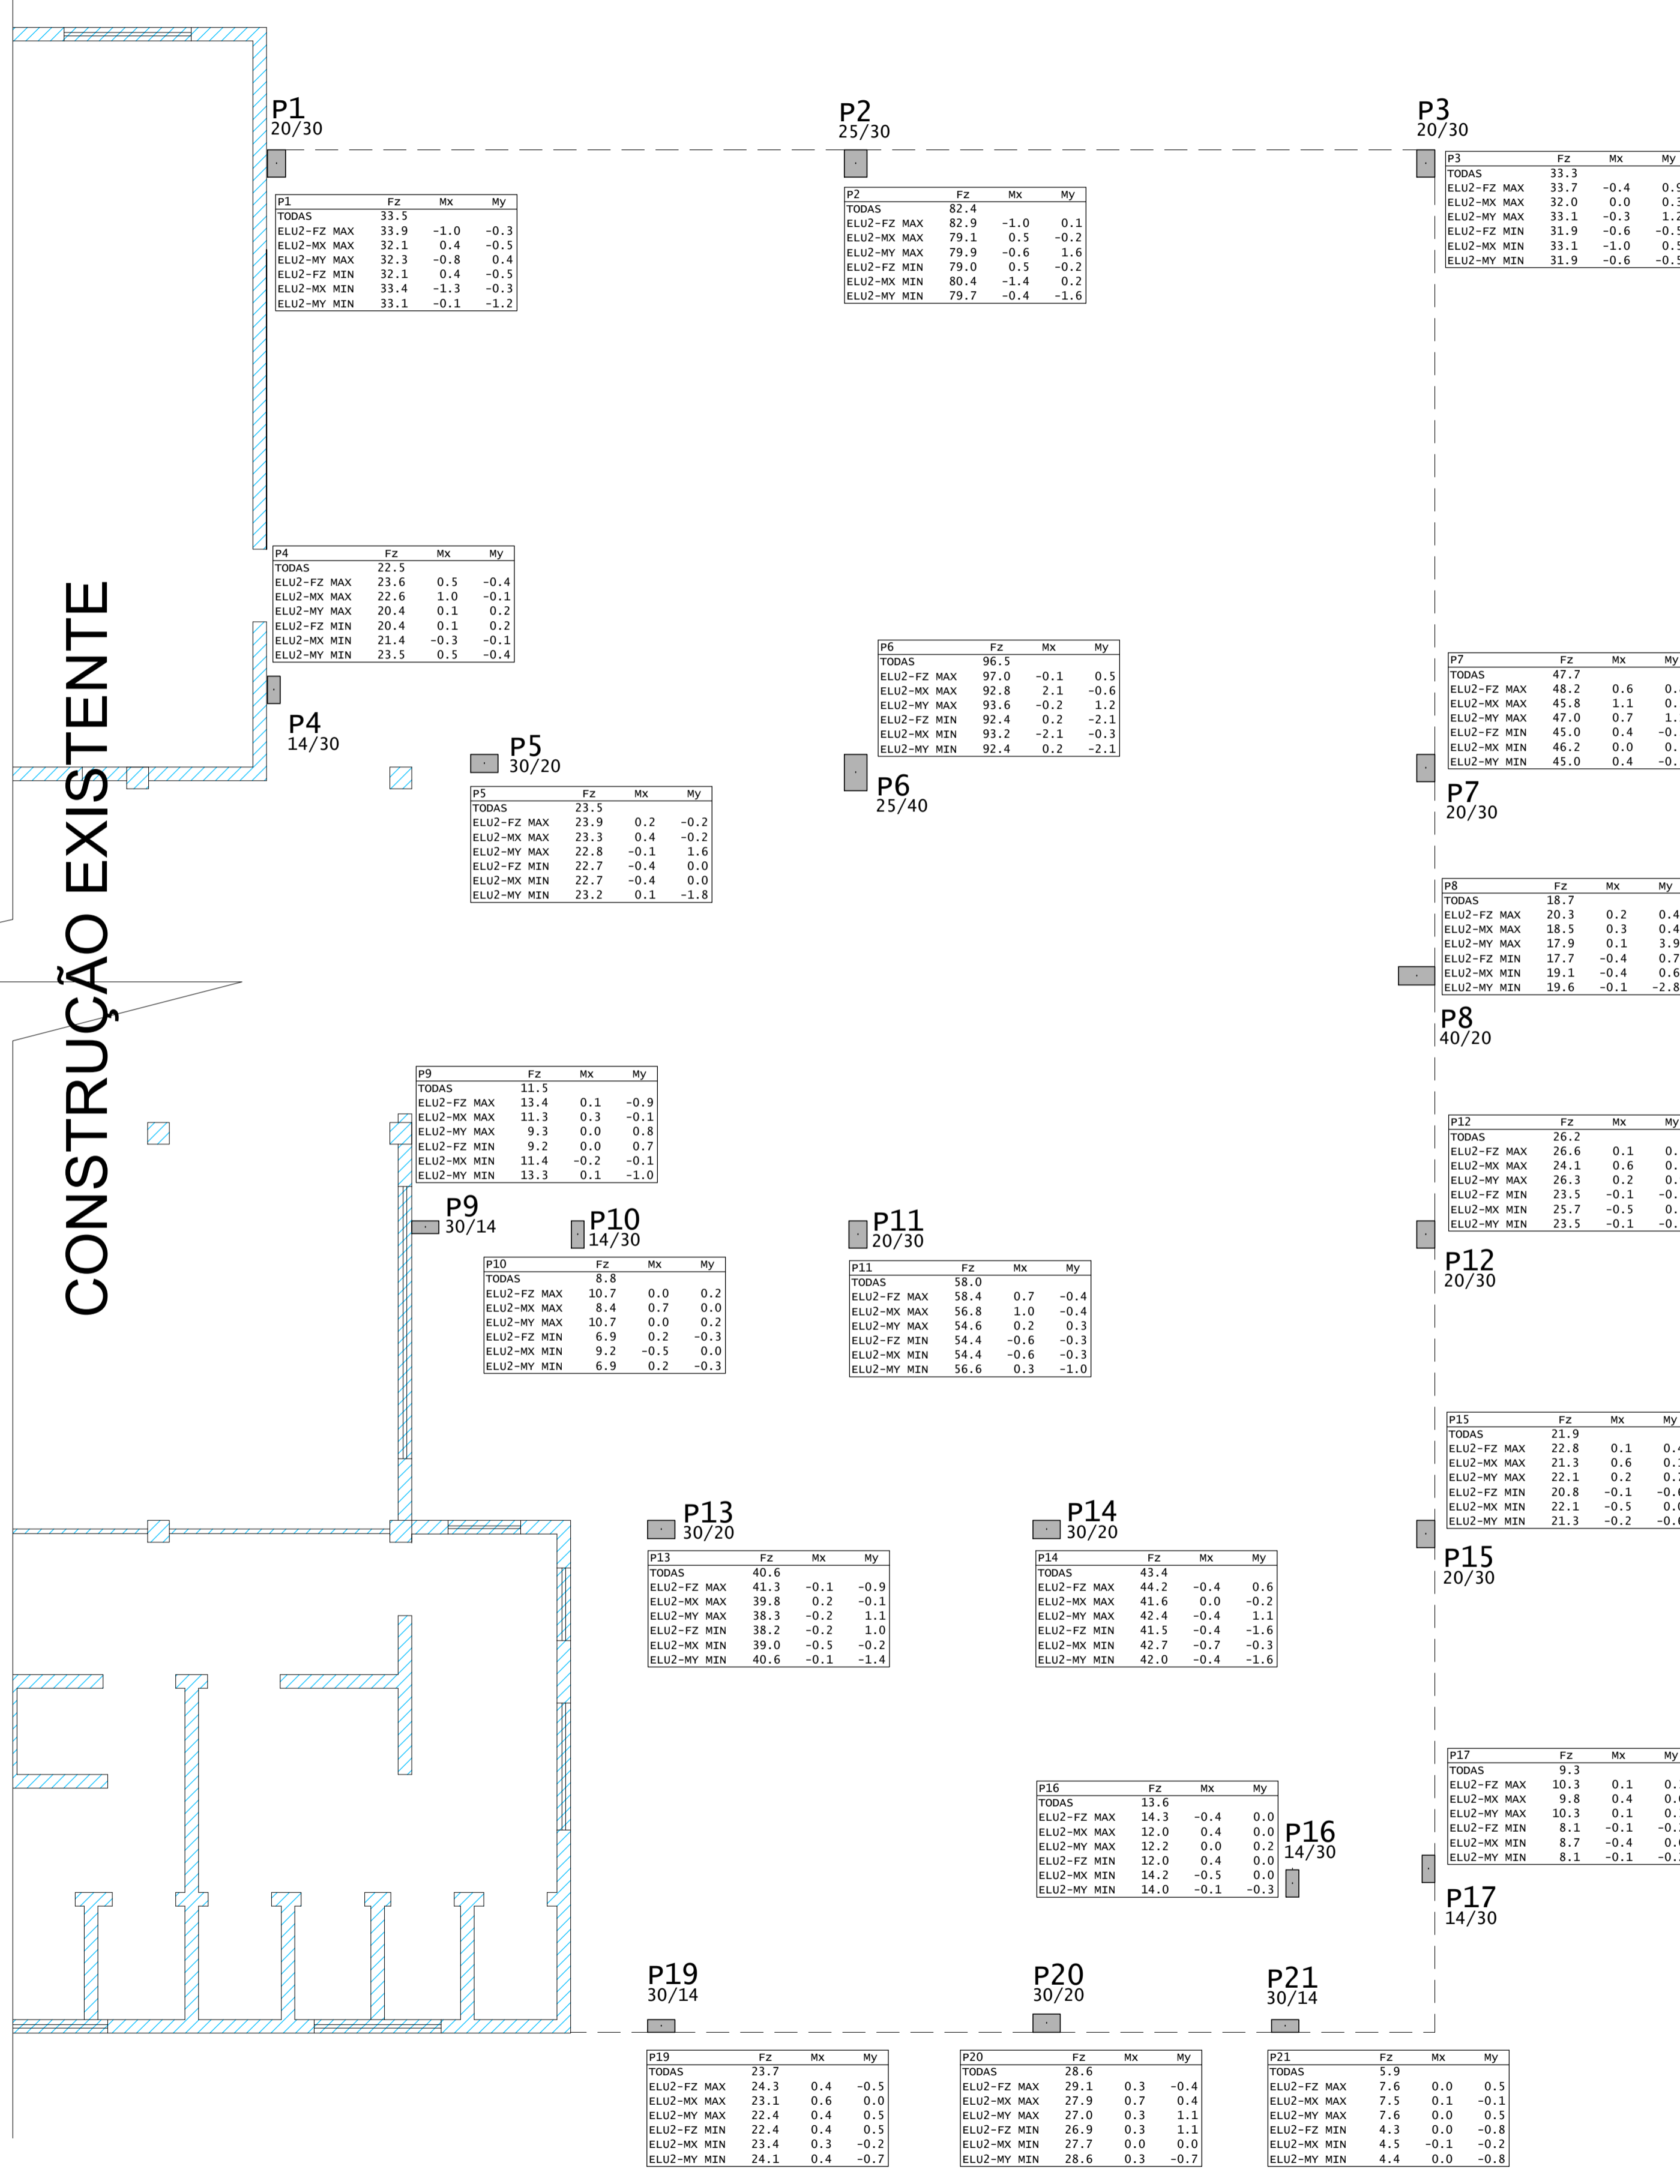 P1
20/30
P2
25/30
P3
20/30
P1 Fz Mx My
TODAS 33.5
ELU2-FZ MAX 33.9 -1.0 -0.3
ELU2-MX MAX 32.1 0.4 -0.5
ELU2-MY MAX 32.3 -0.8 0.4
ELU2-FZ MIN 32.1 0.4 -0.5
ELU2-MX MIN 33.4 -1.3 -0.3
ELU2-MY MIN 33.1 -0.1 -1.2
P2 Fz Mx My
TODAS 82.4
ELU2-FZ MAX 82.9 -1.0 0.1
ELU2-MX MAX 79.1 0.5 -0.2
ELU2-MY MAX 79.9 -0.6 1.6
ELU2-FZ MIN 79.0 0.5 -0.2
ELU2-MX MIN 80.4 -1.4 0.2
ELU2-MY MIN 79.7 -0.4 -1.6
P3 Fz Mx My
TODAS 33.3
ELU2-FZ MAX 33.7 -0.4
ELU2-MX MAX 32.0 0.0
ELU2-MY MAX 33.1 -0.3
ELU2-FZ MIN 31.9 -0.6
ELU2-MX MIN 33.1 -1.0
ELU2-MY MIN 31.9 -0.6
CONSTRUÇÃO EXISTENTE
P4 Fz Mx My
TODAS 22.5
ELU2-FZ MAX 23.6 0.5 -0.4
ELU2-MX MAX 22.6 1.0 -0.1
ELU2-MY MAX 20.4 0.1 0.2
ELU2-FZ MIN 20.4 0.1 0.2
ELU2-MX MIN 21.4 -0.3 -0.1
ELU2-MY MIN 23.5 0.5 -0.4
P4
14/30
P5
30/20
P5 Fz Mx My
TODAS 23.5
ELU2-FZ MAX 23.9 0.2 -0.2
ELU2-MX MAX 23.3 0.4 -0.2
ELU2-MY MAX 22.8 -0.1 1.6
ELU2-FZ MIN 22.7 -0.4 0.0
ELU2-MX MIN 22.7 -0.4 0.0
ELU2-MY MIN 23.2 0.1 -1.8
P6 Fz Mx My
TODAS 96.5
ELU2-FZ MAX 97.0 -0.1 0.5
ELU2-MX MAX 92.8 2.1 -0.6
ELU2-MY MAX 93.6 -0.2 1.2
ELU2-FZ MIN 92.4 0.2 -2.1
ELU2-MX MIN 93.2 -2.1 -0.3
ELU2-MY MIN 92.4 0.2 -2.1
P6
25/40
P7 Fz Mx My
TODAS 47.7
ELU2-FZ MAX 48.2 0.6
ELU2-MX MAX 45.8 1.1
ELU2-MY MAX 47.0 0.7
ELU2-FZ MIN 45.0 0.4
ELU2-MX MIN 46.2 0.0
ELU2-MY MIN 45.0 0.4
P7
20/30
P8 Fz Mx My
TODAS 18.7
ELU2-FZ MAX 20.3 0.2 0.4
ELU2-MX MAX 18.5 0.3 0.4
ELU2-MY MAX 17.9 0.1 3.9
ELU2-FZ MIN 17.7 -0.4 0.7
ELU2-MX MIN 19.1 -0.4 0.6
ELU2-MY MIN 19.6 -0.1 -2.8
P8
40/20
P9 Fz Mx My
TODAS 11.5
ELU2-FZ MAX 13.4 0.1 -0.9
ELU2-MX MAX 11.3 0.3 -0.1
ELU2-MY MAX 9.3 0.0 0.8
ELU2-FZ MIN 9.2 0.0 0.7
ELU2-MX MIN 11.4 -0.2 -0.1
ELU2-MY MIN 13.3 0.1 -1.0
P9
30/14
P10
14/30
P10 Fz Mx My
TODAS 8.8
ELU2-FZ MAX 10.7 0.0 0.2
ELU2-MX MAX 8.4 0.7 0.0
ELU2-MY MAX 10.7 0.0 0.2
ELU2-FZ MIN 6.9 0.2 -0.3
ELU2-MX MIN 9.2 -0.5 0.0
ELU2-MY MIN 6.9 0.2 -0.3
P11
20/30
P11 Fz Mx My
TODAS 58.0
ELU2-FZ MAX 58.4 0.7 -0.4
ELU2-MX MAX 56.8 1.0 -0.4
ELU2-MY MAX 54.6 0.2 0.3
ELU2-FZ MIN 54.4 -0.6 -0.3
ELU2-MX MIN 54.4 -0.6 -0.3
ELU2-MY MIN 56.6 0.3 -1.0
P12 Fz Mx My
TODAS 26.2
ELU2-FZ MAX 26.6 0.1
ELU2-MX MAX 24.1 0.6
ELU2-MY MAX 26.3 0.2
ELU2-FZ MIN 23.5 -0.1
ELU2-MX MIN 25.7 -0.5
ELU2-MY MIN 23.5 -0.1
P12
20/30
P13
30/20
P13 Fz Mx My
TODAS 40.6
ELU2-FZ MAX 41.3 -0.1 -0.9
ELU2-MX MAX 39.8 0.2 -0.1
ELU2-MY MAX 38.3 -0.2 1.1
ELU2-FZ MIN 38.2 -0.2 1.0
ELU2-MX MIN 39.0 -0.5 -0.2
ELU2-MY MIN 40.6 -0.1 -1.4
P14
30/20
P14 Fz Mx My
TODAS 43.4
ELU2-FZ MAX 44.2 -0.4 0.6
ELU2-MX MAX 41.6 0.0 -0.2
ELU2-MY MAX 42.4 -0.4 1.1
ELU2-FZ MIN 41.5 -0.4 -1.6
ELU2-MX MIN 42.7 -0.7 -0.3
ELU2-MY MIN 42.0 -0.4 -1.6
P15 Fz Mx My
TODAS 21.9
ELU2-FZ MAX 22.8 0.1
ELU2-MX MAX 21.3 0.6
ELU2-MY MAX 22.1 0.2
ELU2-FZ MIN 20.8 -0.1
ELU2-MX MIN 22.1 -0.5
ELU2-MY MIN 21.3 -0.2
P15
20/30
P16 Fz Mx My
TODAS 13.6
ELU2-FZ MAX 14.3 -0.4 0.0
ELU2-MX MAX 12.0 0.4 0.0
ELU2-MY MAX 12.2 0.0 0.2
ELU2-FZ MIN 12.0 0.4 0.0
ELU2-MX MIN 14.2 -0.5 0.0
ELU2-MY MIN 14.0 -0.1 -0.3
P16
14/30
P17 Fz Mx My
TODAS 9.3
ELU2-FZ MAX 10.3 0.1
ELU2-MX MAX 9.8 0.4
ELU2-MY MAX 10.3 0.1
ELU2-FZ MIN 8.1 -0.1
ELU2-MX MIN 8.7 -0.4
ELU2-MY MIN 8.1 -0.1
P17
14/30
P19
30/14
P20
30/20
P21
30/14
P19 Fz Mx My
TODAS 23.7
ELU2-FZ MAX 24.3 0.4 -0.5
ELU2-MX MAX 23.1 0.6 0.0
ELU2-MY MAX 22.4 0.4 0.5
ELU2-FZ MIN 22.4 0.4 0.5
ELU2-MX MIN 23.4 0.3 -0.2
ELU2-MY MIN 24.1 0.4 -0.7
P20 Fz Mx My
TODAS 28.6
ELU2-FZ MAX 29.1 0.3 -0.4
ELU2-MX MAX 27.9 0.7 0.4
ELU2-MY MAX 27.0 0.3 1.1
ELU2-FZ MIN 26.9 0.3 1.1
ELU2-MX MIN 27.7 0.0 0.0
ELU2-MY MIN 28.6 0.3 -0.7
P21 Fz Mx My
TODAS 5.9
ELU2-FZ MAX 7.6 0.0 0.5
ELU2-MX MAX 7.5 0.1 -0.1
ELU2-MY MAX 7.6 0.0 0.5
ELU2-FZ MIN 4.3 0.0 -0.8
ELU2-MX MIN 4.5 -0.1 -0.2
ELU2-MY MIN 4.4 0.0 -0.8